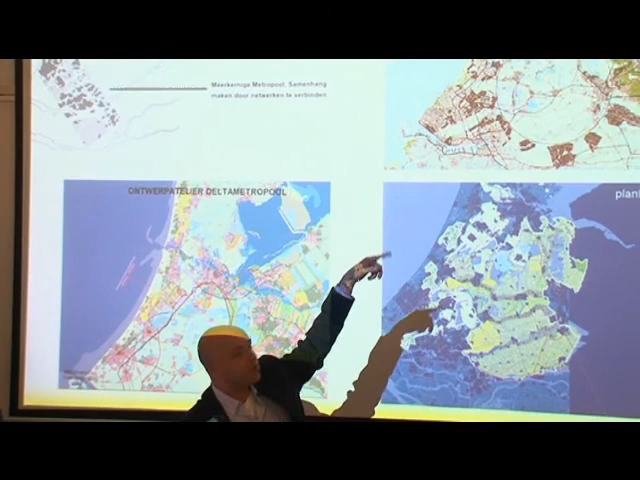 Meerkernige Metropool, Samenhang
maken door netwerken te verbinden
ONTWERPATELIER DELTAMETROPOOL
plan